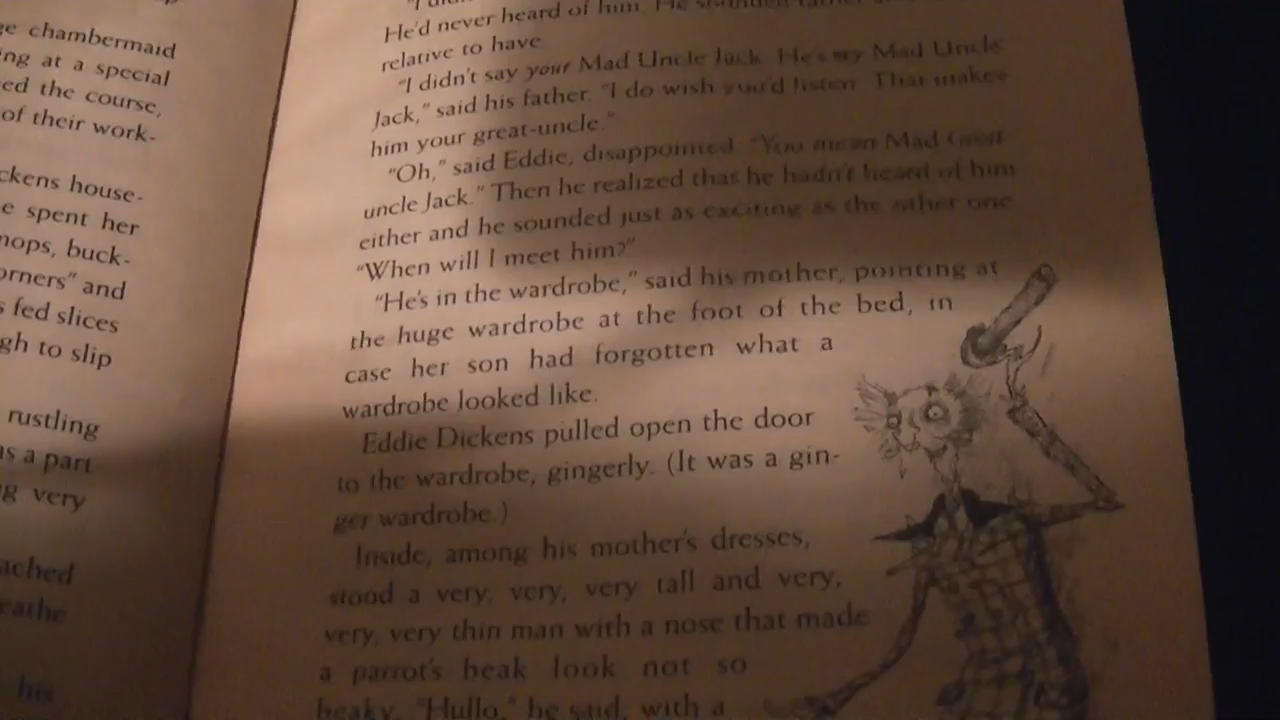 ge chambermaid
ing at a special
ed the course,
of their work-
ckens house-
e spent her
mops, buck-
orners" and
s fed slices
gh to slip
rustling
as a part
g very
ached
eathe
his
He'd never heard of him. He sounded
relative to have.
"I didn't say your Mad Uncle Jack. He's my Mad Uncle
Jack," said his father. "I do wish you'd listen. That makes
him your great-uncle."
"Oh," said Eddie, disappointed. "You mean Mad Great-
uncle Jack." Then he realized that he hadn't heard of him
either and he sounded just as exciting as the other one.
"When will I meet him?"
"He's in the wardrobe," said his mother, pointing at
the huge wardrobe at the foot of the bed, in
case her son had forgotten what a
wardrobe looked like.
Eddie Dickens pulled open the door
to the wardrobe, gingerly. (It was a gin-
ger wardrobe.)
Inside, among his mother's dresses,
stood a very, very, very tall and very,
very, very thin man with a nose that made
a parrot's beak look not so
beaky. "Hullo," he said, with a